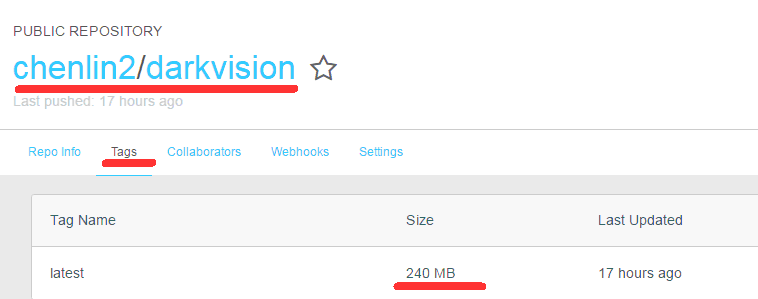 PUBLIC REPOSITORY
chenlin2/darkvision
Last pushed: 17 hours ago
Repo Info Tags Collaborators Webhooks Settings
Tag Name Size Last Updated
latest 240 MB 17 hours ago